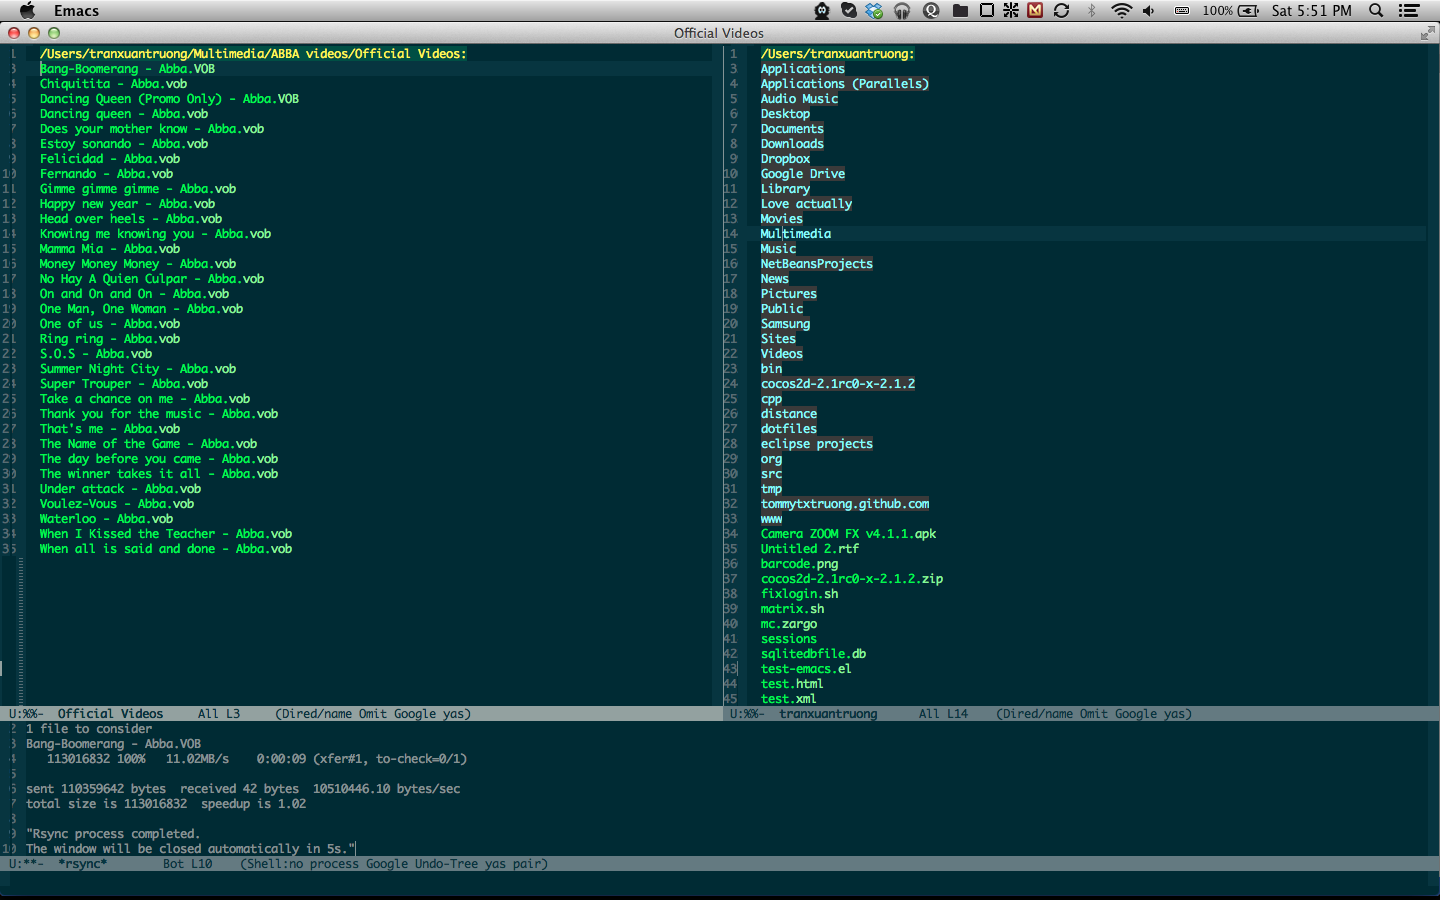 Emacs
100%
Sat 5:51 PM
Official Videos
1 /Users/tranxuantruong/Multimedia/ABBA videos/Official Videos:
3 Bang-Boomerang - Abba.VOB
4 Chiquitita - Abba.vob
5 Dancing Queen (Promo Only) - Abba.VOB
6 Dancing queen - Abba.vob
7 Does your mother know - Abba.vob
8 Estoy sonando - Abba.vob
9 Felicidad - Abba.vob
10 Fernando - Abba.vob
11 Gimme gimme gimme - Abba.vob
12 Happy new year - Abba.vob
13 Head over heels - Abba.vob
14 Knowing me knowing you - Abba.vob
15 Mamma Mia - Abba.vob
16 Money Money Money - Abba.vob
17 No Hay A Quien Culpar - Abba.vob
18 On and On and On - Abba.vob
19 One Man, One Woman - Abba.vob
20 One of us - Abba.vob
21 Ring ring - Abba.vob
22 S.O.S - Abba.vob
23 Summer Night City - Abba.vob
24 Super Trouper - Abba.vob
25 Take a chance on me - Abba.vob
26 Thank you for the music - Abba.vob
27 That's me - Abba.vob
28 The Name of the Game - Abba.vob
29 The day before you came - Abba.vob
30 The winner takes it all - Abba.vob
31 Under attack - Abba.vob
32 Voulez-Vous - Abba.vob
33 Waterloo - Abba.vob
34 When I Kissed the Teacher - Abba.vob
35 When all is said and done - Abba.vob
U:%%- Official Videos All L3 (Dired/name Omit Google yas)
1 /Users/tranxuantruong:
3 Applications
4 Applications (Parallels)
5 Audio Music
6 Desktop
7 Documents
8 Downloads
9 Dropbox
10 Google Drive
11 Library
12 Love actually
13 Movies
14 Multimedia
15 Music
16 NetBeansProjects
17 News
18 Pictures
19 Public
20 Samsung
21 Sites
22 Videos
23 bin
24 cocos2d-2.1rc0-x-2.1.2
25 cpp
26 distance
27 dotfiles
28 eclipse projects
29 org
30 src
31 tmp
32 tommytxtruong.github.com
33 www
34 Camera ZOOM FX v4.1.1.apk
35 Untitled 2.rtf
36 barcode.png
37 cocos2d-2.1rc0-x-2.1.2.zip
38 fixlogin.sh
39 matrix.sh
40 mc.zargo
41 sessions
42 sqlitedbfile.db
43 test-emacs.el
44 test.html
45 test.xml
U:%%- tranxuantruong All L14 (Dired/name Omit Google yas)
2 1 file to consider
3 Bang-Boomerang - Abba.VOB
4 113016832 100% 11.02MB/s 0:00:09 (xfer#1, to-check=0/1)
5
6 sent 110359642 bytes received 42 bytes 10510446.10 bytes/sec
7 total size is 113016832 speedup is 1.02
8
9 "Rsync process completed.
10 The window will be closed automatically in 5s."
U:**- *rsync* Bot L10 (Shell:no process Google Undo-Tree yas pair)